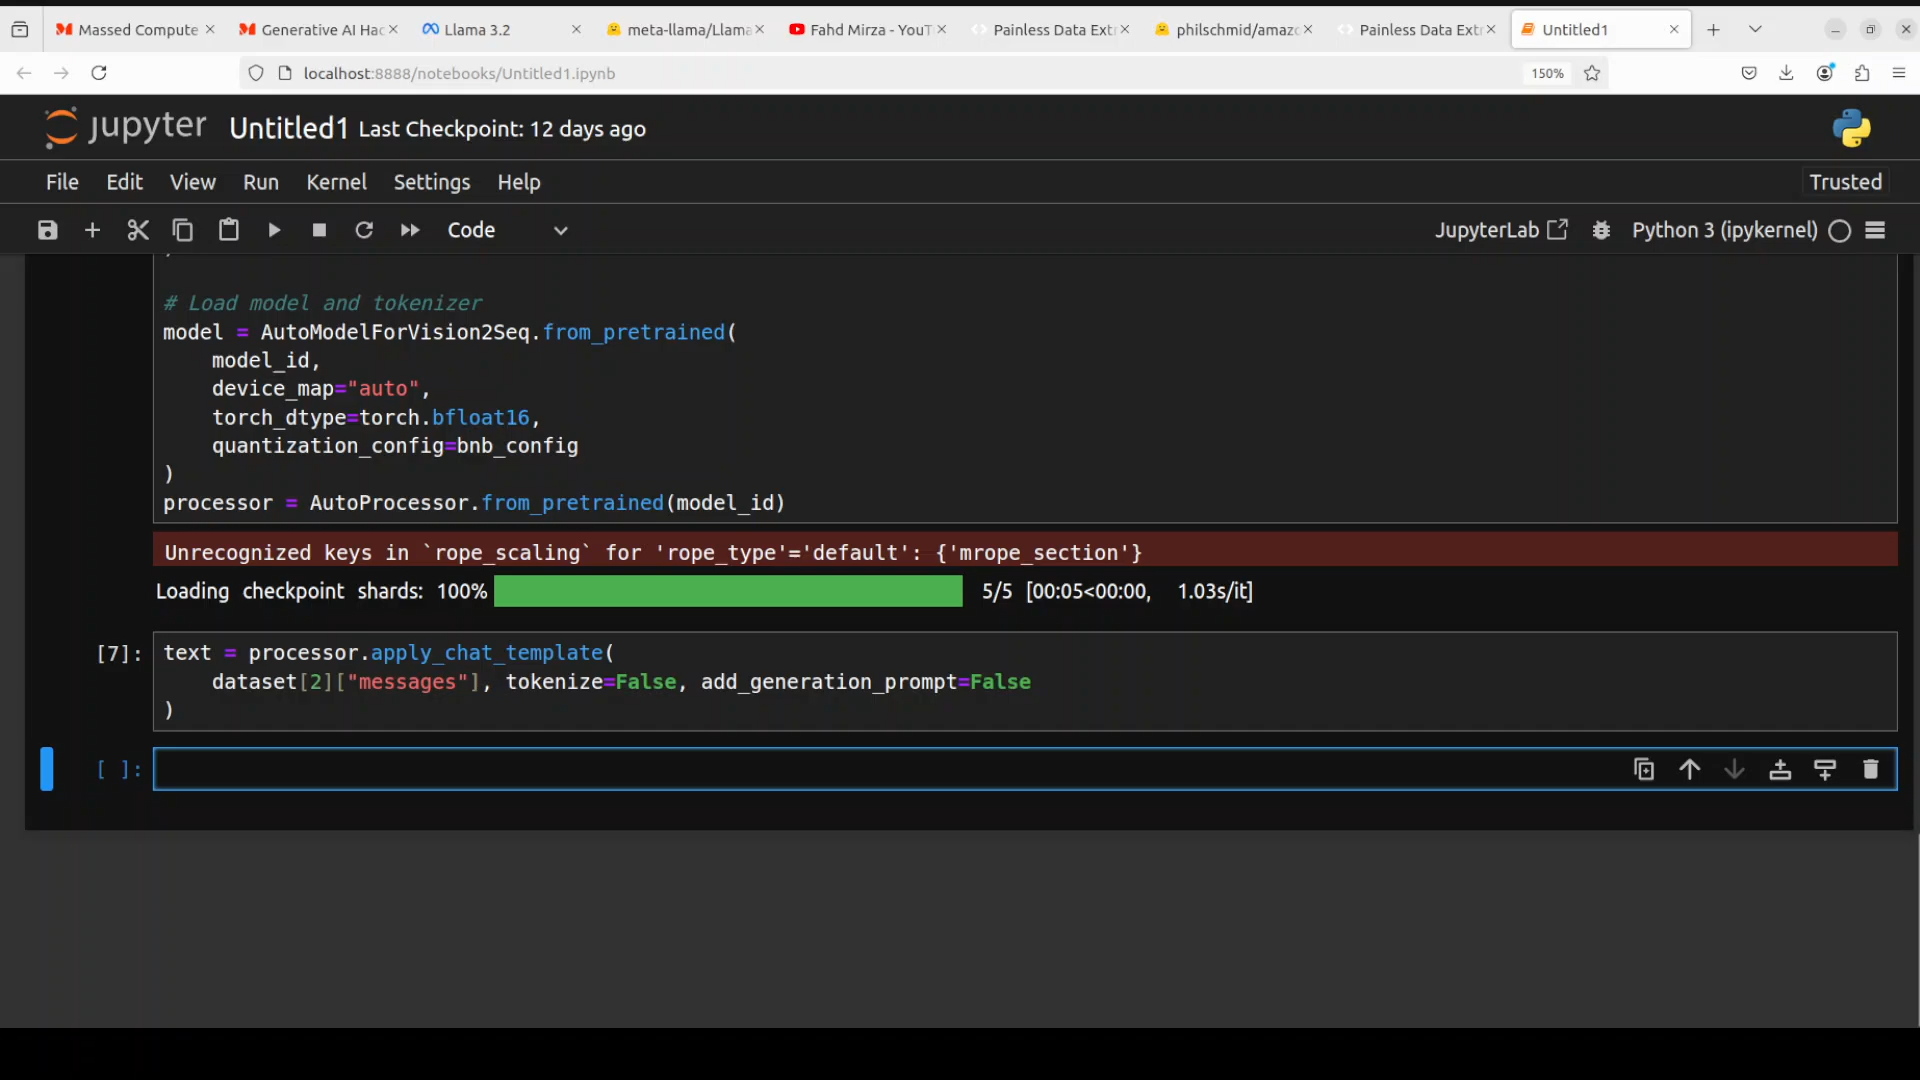 Massed Compute
Generative AI Hac
Llama 3.2
meta-llama/Llama
Fahd Mirza - YouT
Painless Data Extr
philschmid/amazo
Painless Data Extr
Untitled1
localhost:8888/notebooks/Untitled1.ipynb
150%
jupyter Untitled1 Last Checkpoint: 12 days ago
File Edit View Run Kernel Settings Help
Trusted
Code
JupyterLab
Python 3 (ipykernel)
# Load model and tokenizer
model = AutoModelForVision2Seq.from_pretrained(
model_id,
device_map="auto",
torch_dtype=torch.bfloat16,
quantization_config=bnb_config
)
processor = AutoProcessor.from_pretrained(model_id)
Unrecognized keys in `rope_scaling` for 'rope_type'='default': {'mrope_section'}
Loading checkpoint shards: 100% 5/5 [00:05<00:00, 1.03s/it]
[7]: text = processor.apply_chat_template(
dataset[2]["messages"], tokenize=False, add_generation_prompt=False
)
[ ]: